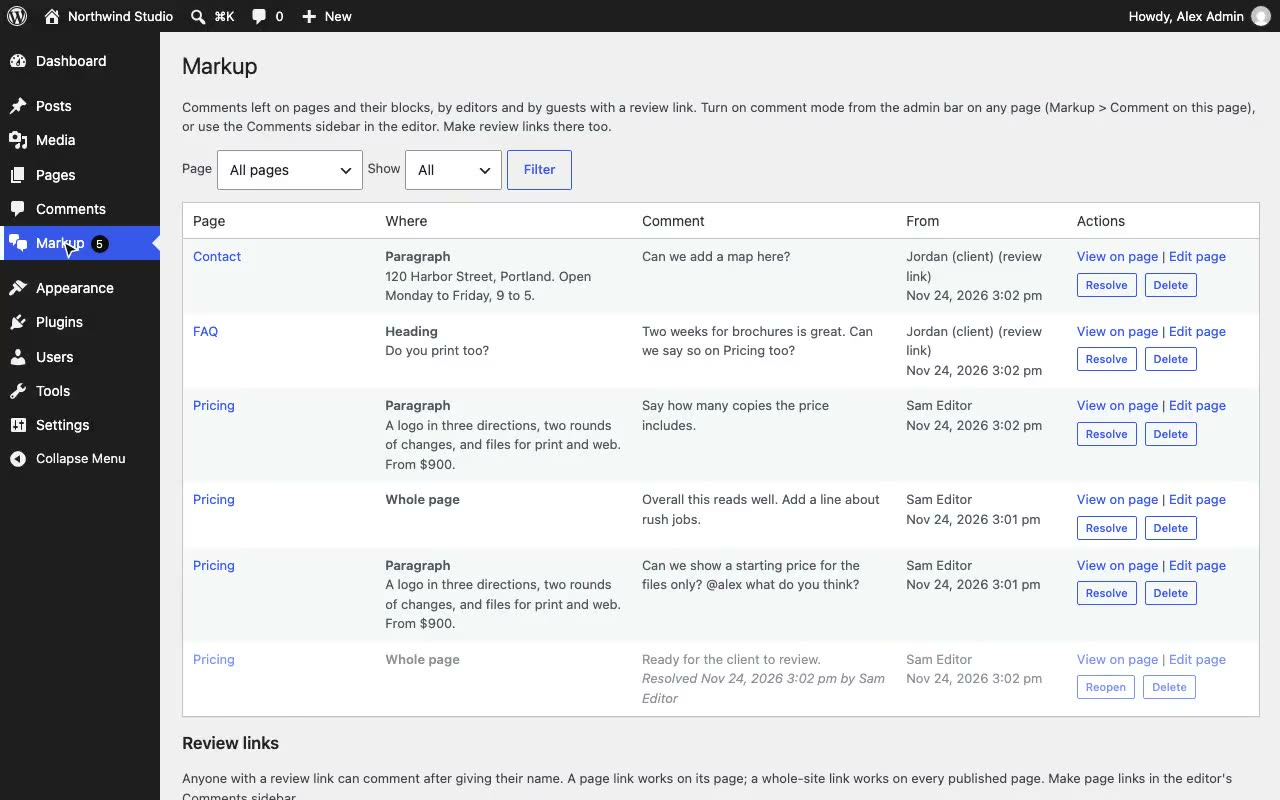 Northwind Studio ⌘K 0 New Howdy, Alex Admin
Dashboard
Posts
Media
Pages
Comments
Markup 5
Appearance
Plugins
Users
Tools
Settings
Collapse Menu
Markup
Comments left on pages and their blocks, by editors and by guests with a review link. Turn on comment mode from the admin bar on any page (Markup > Comment on this page),
or use the Comments sidebar in the editor. Make review links there too.
Page All pages Show All Filter
Page Where Comment From Actions
Contact Paragraph Can we add a map here? Jordan (client) (review View on page | Edit page
120 Harbor Street, Portland. Open link) Resolve Delete
Monday to Friday, 9 to 5. Nov 24, 2026 3:02 pm
FAQ Heading Two weeks for brochures is great. Can Jordan (client) (review View on page | Edit page
Do you print too? we say so on Pricing too? link) Resolve Delete
Nov 24, 2026 3:02 pm
Pricing Paragraph Say how many copies the price Sam Editor View on page | Edit page
A logo in three directions, two rounds includes. Nov 24, 2026 3:02 pm Resolve Delete
of changes, and files for print and web.
From $900.
Pricing Whole page Overall this reads well. Add a line about Sam Editor View on page | Edit page
rush jobs. Nov 24, 2026 3:01 pm Resolve Delete
Pricing Paragraph Can we show a starting price for the Sam Editor View on page | Edit page
A logo in three directions, two rounds files only? @alex what do you think? Nov 24, 2026 3:01 pm Resolve Delete
of changes, and files for print and web.
From $900.
Pricing Whole page Ready for the client to review. Sam Editor View on page | Edit page
Resolved Nov 24, 2026 3:02 pm by Sam Nov 24, 2026 3:02 pm Reopen Delete
Editor
Review links
Anyone with a review link can comment after giving their name. A page link works on its page; a whole-site link works on every published page. Make page links in the editor's
Comments sidebar.